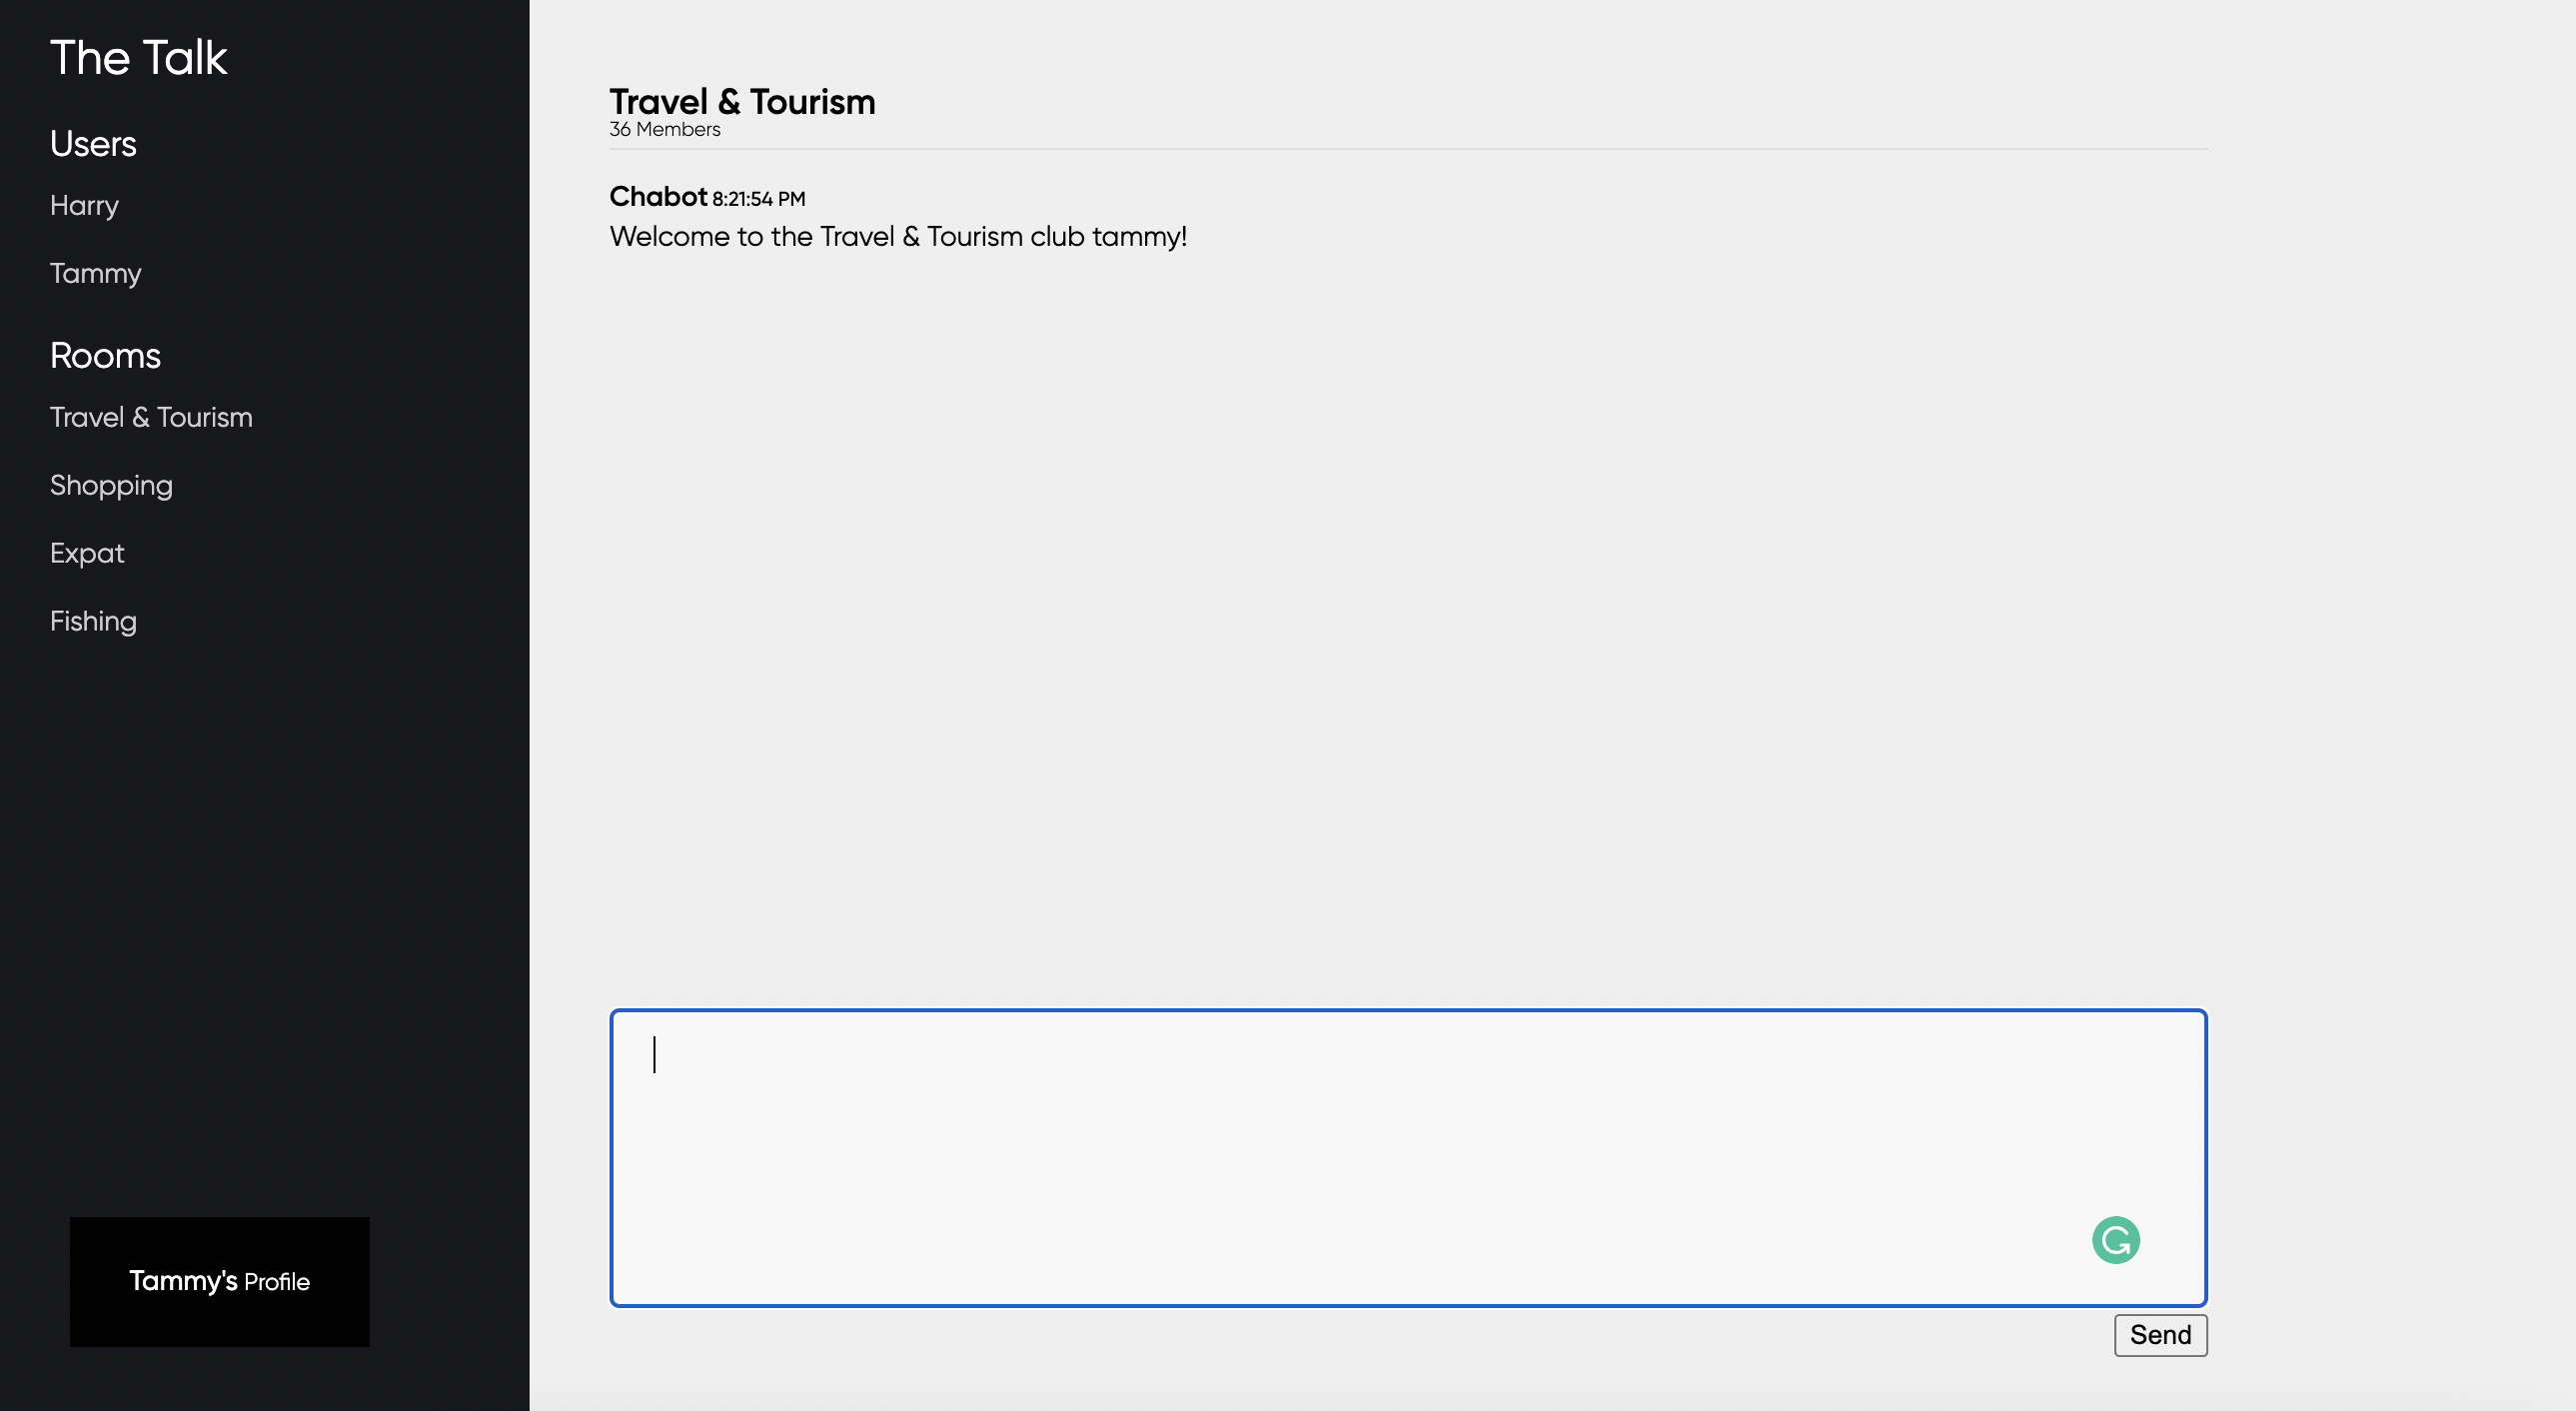 The Talk
Users
Harry
Tammy
Rooms
Travel & Tourism
Shopping
Expat
Fishing
Tammy's Profile
Travel & Tourism
36 Members
Chabot 8:21:54 PM
Welcome to the Travel & Tourism club tammy!
Send